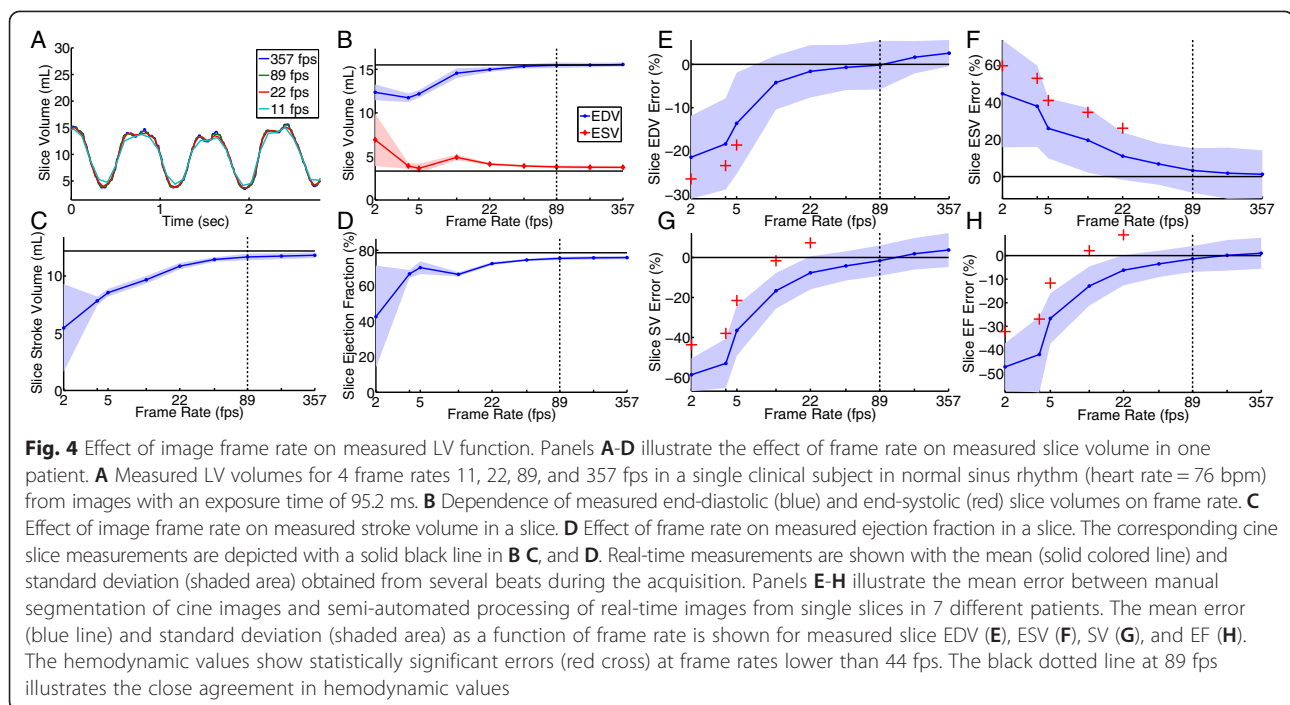 A
B
E
F
30
25
20
15
10
5
Slice Volume (mL)
357 fps
89 fps
22 fps
11 fps
0
1
2
Time (sec)
15
10
5
0
Slice Volume (mL)
EDV
ESV
2
5
22
89
357
Frame Rate (fps)
0
−10
−20
−30
Slice EDV Error (%)
2
5
22
89
357
Frame Rate (fps)
60
40
20
0
Slice ESV Error (%)
2
5
22
89
357
Frame Rate (fps)
C
D
G
H
10
5
0
Slice Stroke Volume (mL)
2
5
22
89
357
Frame Rate (fps)
80
60
40
20
0
Slice Ejection Fraction (%)
2
5
22
89
357
Frame Rate (fps)
0
−20
−40
−60
Slice SV Error (%)
2
5
22
89
357
Frame Rate (fps)
0
−10
−20
−30
−40
−50
Slice EF Error (%)
2
5
22
89
357
Frame Rate (fps)
Fig. 4 Effect of image frame rate on measured LV function. Panels A-D illustrate the effect of frame rate on measured slice volume in one
patient. A Measured LV volumes for 4 frame rates 11, 22, 89, and 357 fps in a single clinical subject in normal sinus rhythm (heart rate = 76 bpm)
from images with an exposure time of 95.2 ms. B Dependence of measured end-diastolic (blue) and end-systolic (red) slice volumes on frame rate. C
Effect of image frame rate on measured stroke volume in a slice. D Effect of frame rate on measured ejection fraction in a slice. The corresponding cine
slice measurements are depicted with a solid black line in B C, and D. Real-time measurements are shown with the mean (solid colored line) and
standard deviation (shaded area) obtained from several beats during the acquisition. Panels E-H illustrate the mean error between manual
segmentation of cine images and semi-automated processing of real-time images from single slices in 7 different patients. The mean error
(blue line) and standard deviation (shaded area) as a function of frame rate is shown for measured slice EDV (E), ESV (F), SV (G), and EF (H).
The hemodynamic values show statistically significant errors (red cross) at frame rates lower than 44 fps. The black dotted line at 89 fps
illustrates the close agreement in hemodynamic values